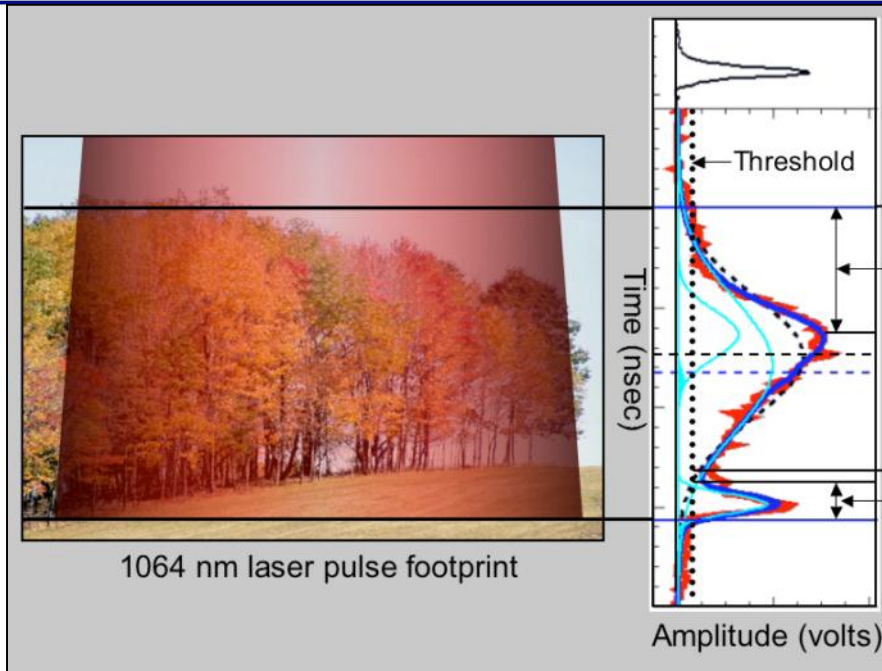 Threshold
Time (nsec)
1064 nm laser pulse footprint
Amplitude (volts)